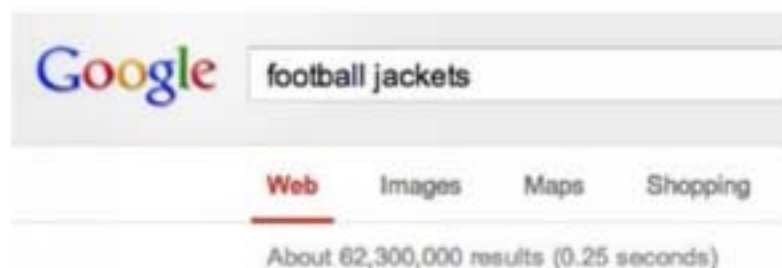 Google football jackets
Web Images Maps Shopping
About 62,300,000 results (0.25 seconds)